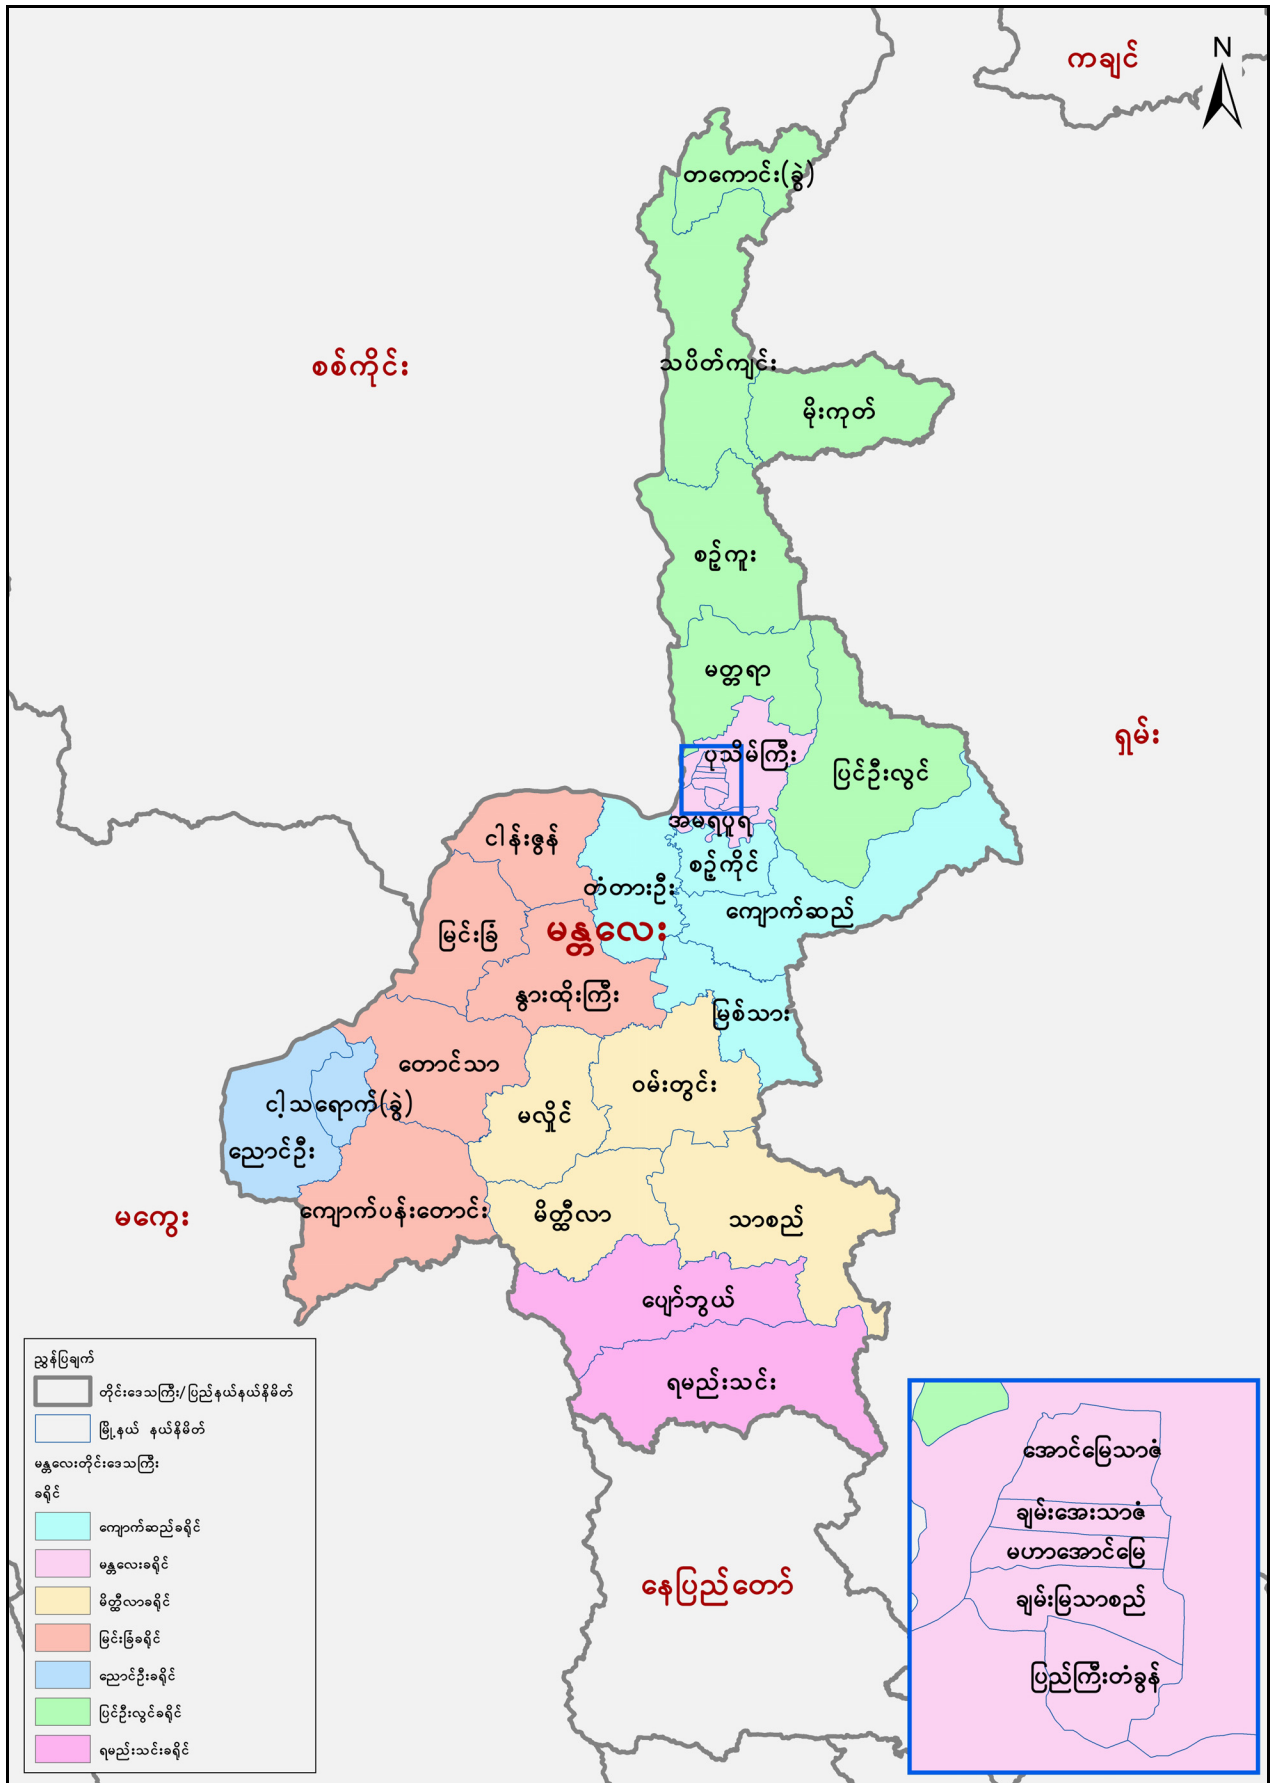 ကချင်
N
တကောင်း(ခွဲ)
စစ်ကိုင်း
သပိတ်ကျင်း
မိုးကုတ်
စဉ့်ကူး
မတ္တရာ
ရှမ်း
ပုသိမ်ကြီး
ပြင်ဦးလွင်
အမရပူရ
ငါန်းဇွန်
စဉ့်ကိုင်
တံတားဦး
ကျောက်ဆည်
မြင်းခြံ
မန္တလေး
နွားထိုးကြီး
မြစ်သား
တောင်သာ
ဝမ်းတွင်း
ငါ့သရောက်(ခွဲ)
မလှိုင်
ညောင်ဦး
မကွေး
ကျောက်ပန်းတောင်း
မိတ္ထီလာ
သာစည်
ပျော်ဘွယ်
ရမည်းသင်း
နေပြည်တော်
ညွှန်ပြချက်
တိုင်းဒေသကြီး/ပြည်နယ်နယ်နိမိတ်
မြို့နယ် နယ်နိမိတ်
မန္တလေးတိုင်းဒေသကြီး
ခရိုင်
ကျောက်ဆည်ခရိုင်
မန္တလေးခရိုင်
မိတ္ထီလာခရိုင်
မြင်းခြံခရိုင်
ညောင်ဦးခရိုင်
ပြင်ဦးလွင်ခရိုင်
ရမည်းသင်းခရိုင်
အောင်မြေသာဇံ
ချမ်းအေးသာဇံ
မဟာအောင်မြေ
ချမ်းမြသာစည်
ပြည်ကြီးတံခွန်